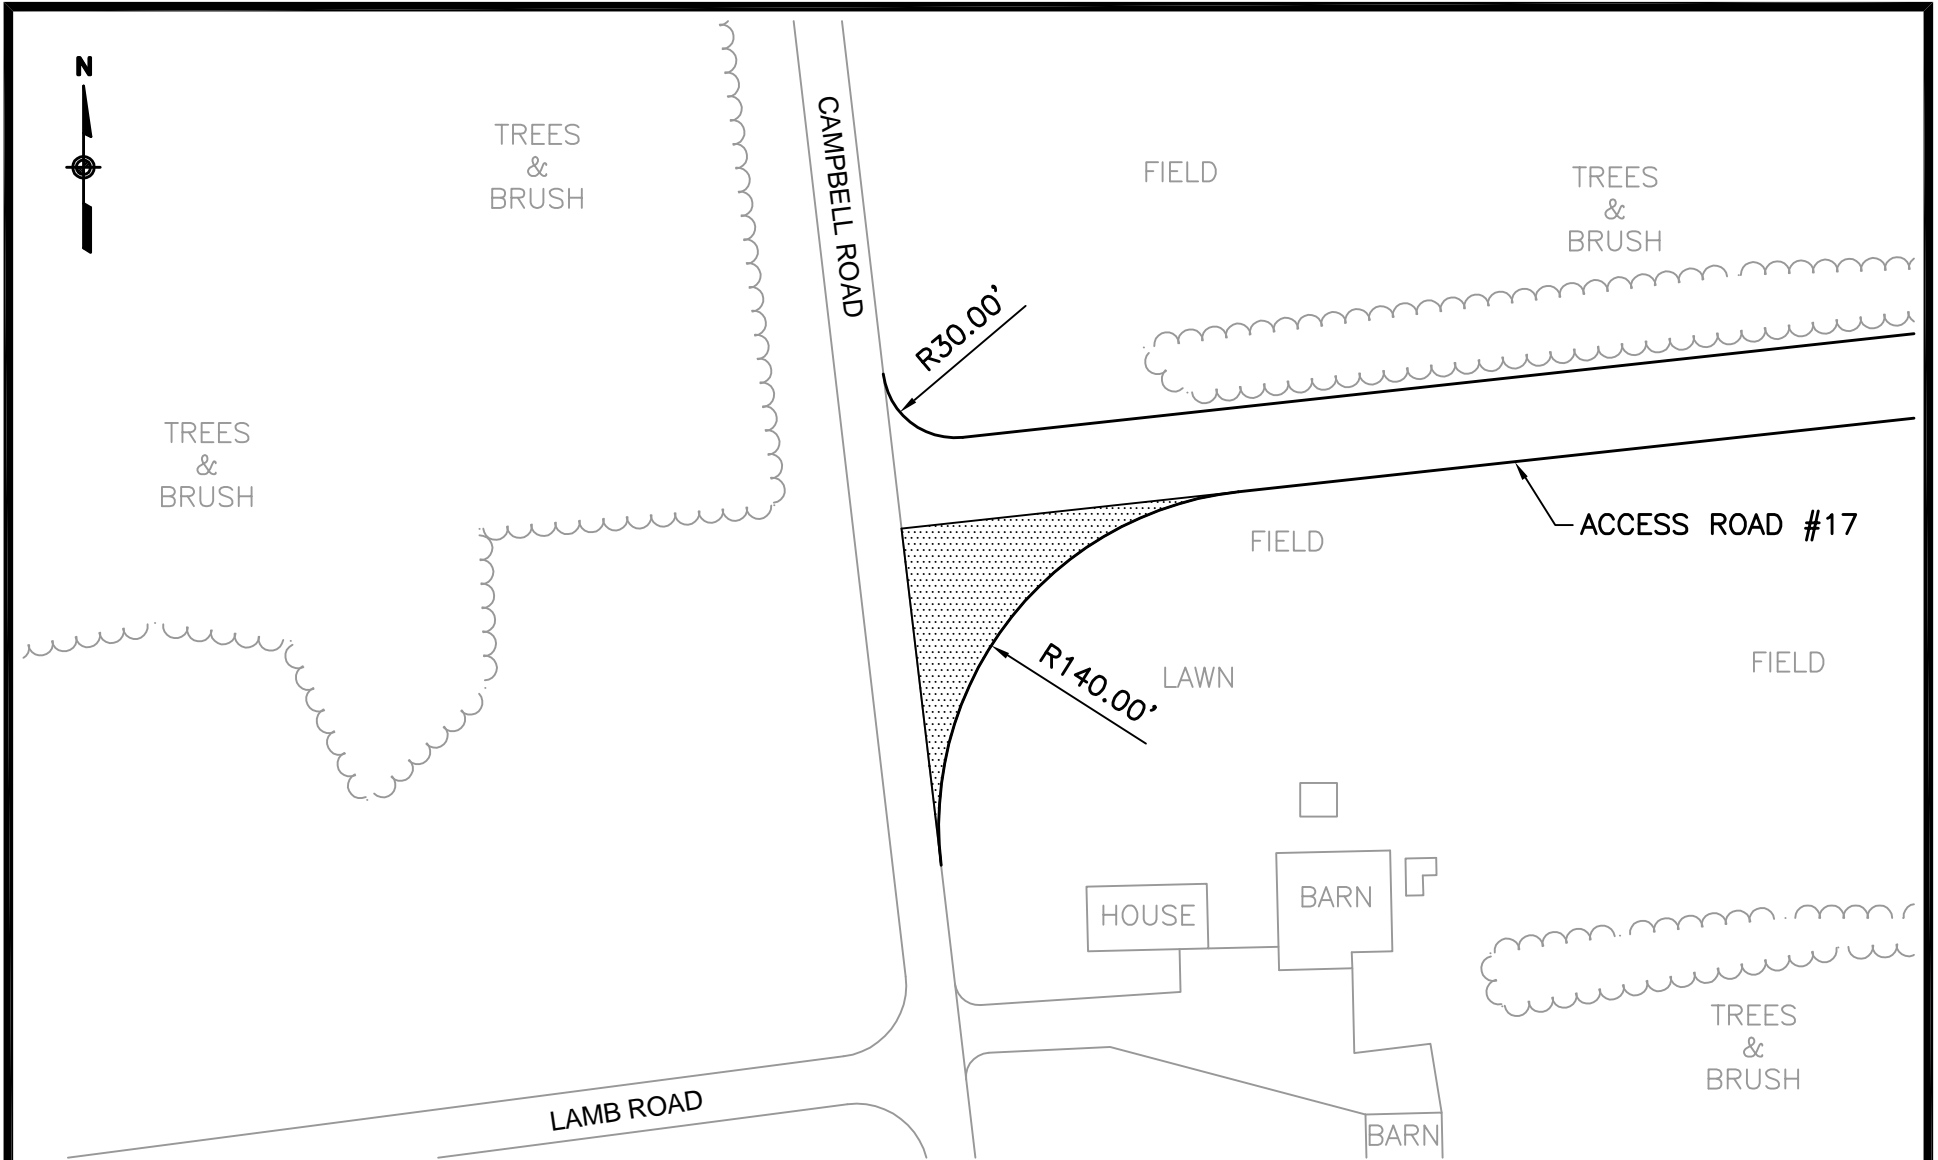 N
TREES
&
BRUSH
CAMPBELL ROAD
FIELD
TREES
&
BRUSH
R30.00'
TREES
&
BRUSH
ACCESS ROAD #17
FIELD
R140.00'
LAWN
FIELD
HOUSE
BARN
TREES
&
BRUSH
LAMB ROAD
BARN